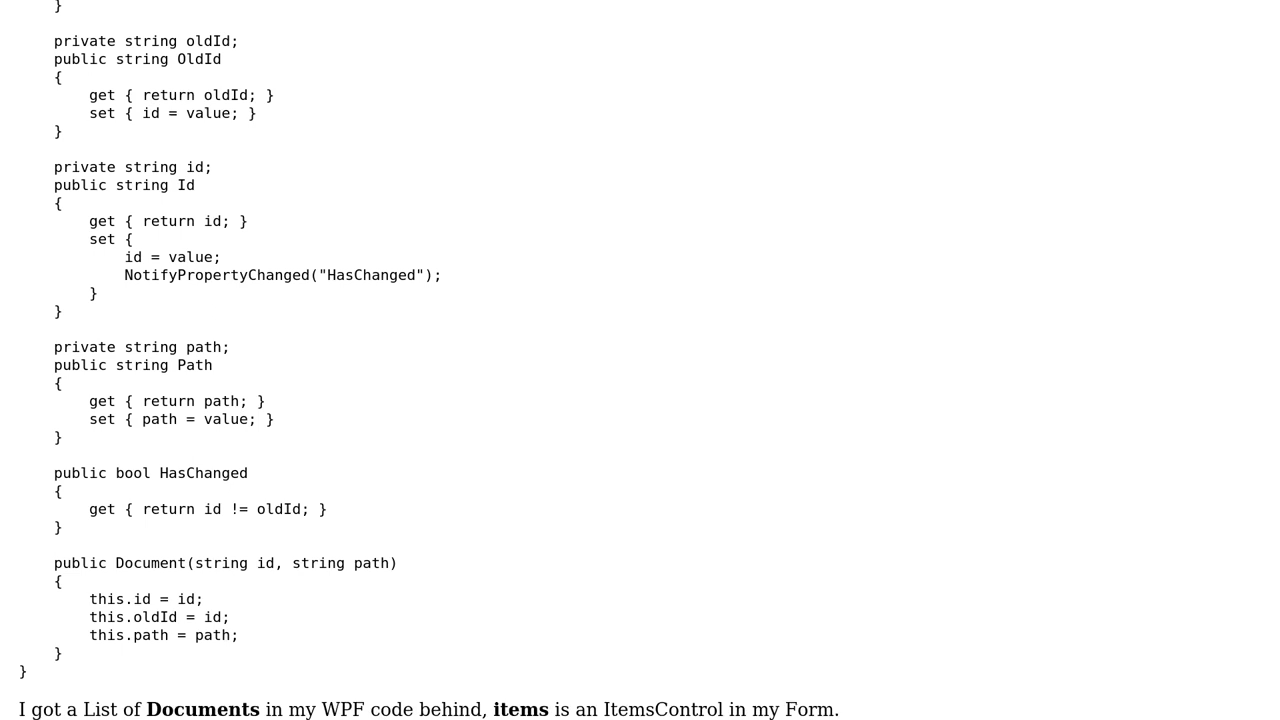 }

    private string oldId;
    public string OldId
    {
        get { return oldId; }
        set { id = value; }
    }

    private string id;
    public string Id
    {
        get { return id; }
        set {
            id = value;
            NotifyPropertyChanged("HasChanged");
        }
    }

    private string path;
    public string Path
    {
        get { return path; }
        set { path = value; }
    }

    public bool HasChanged
    {
        get { return id != oldId; }
    }

    public Document(string id, string path)
    {
        this.id = id;
        this.oldId = id;
        this.path = path;
    }
}
I got a List of Documents in my WPF code behind, items is an ItemsControl in my Form.